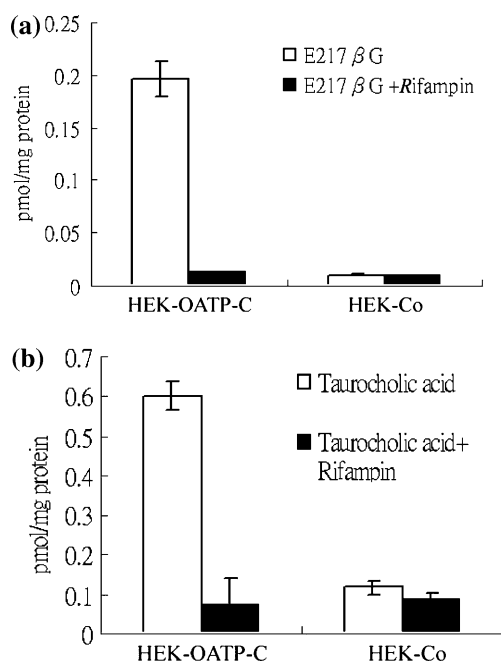 (a)
E217 β G
E217 β G +Rifampin
pmol/mg protein
0.25
0.2
0.15
0.1
0.05
0
HEK-OATP-C
HEK-Co
(b)
Taurocholic acid
Taurocholic acid+
Rifampin
pmol/mg protein
0.7
0.6
0.5
0.4
0.3
0.2
0.1
0
HEK-OATP-C
HEK-Co